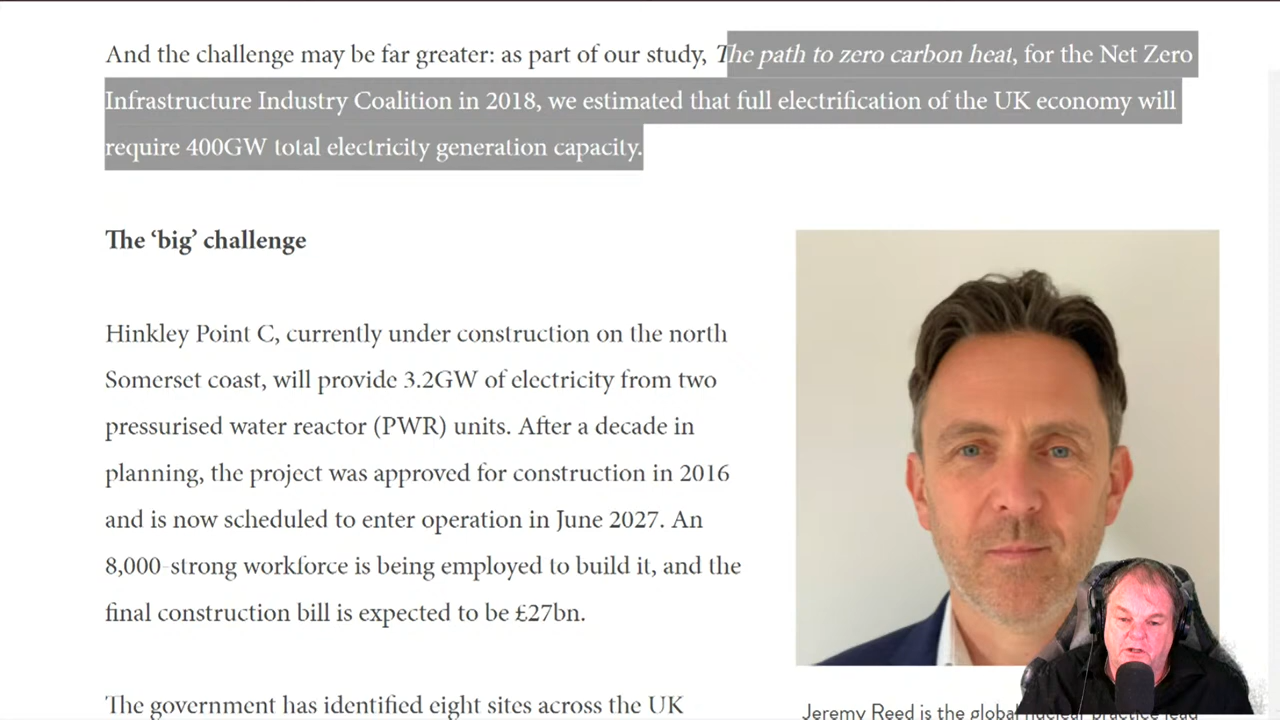 And the challenge may be far greater: as part of our study, The path to zero carbon heat, for the Net Zero
Infrastructure Industry Coalition in 2018, we estimated that full electrification of the UK economy will
require 400GW total electricity generation capacity.
The ‘big’ challenge
Hinkley Point C, currently under construction on the north
Somerset coast, will provide 3.2GW of electricity from two
pressurised water reactor (PWR) units. After a decade in
planning, the project was approved for construction in 2016
and is now scheduled to enter operation in June 2027. An
8,000-strong workforce is being employed to build it, and the
final construction bill is expected to be £27bn.
The government has identified eight sites across the UK
Jeremy Reed is the global nuclear practice lead